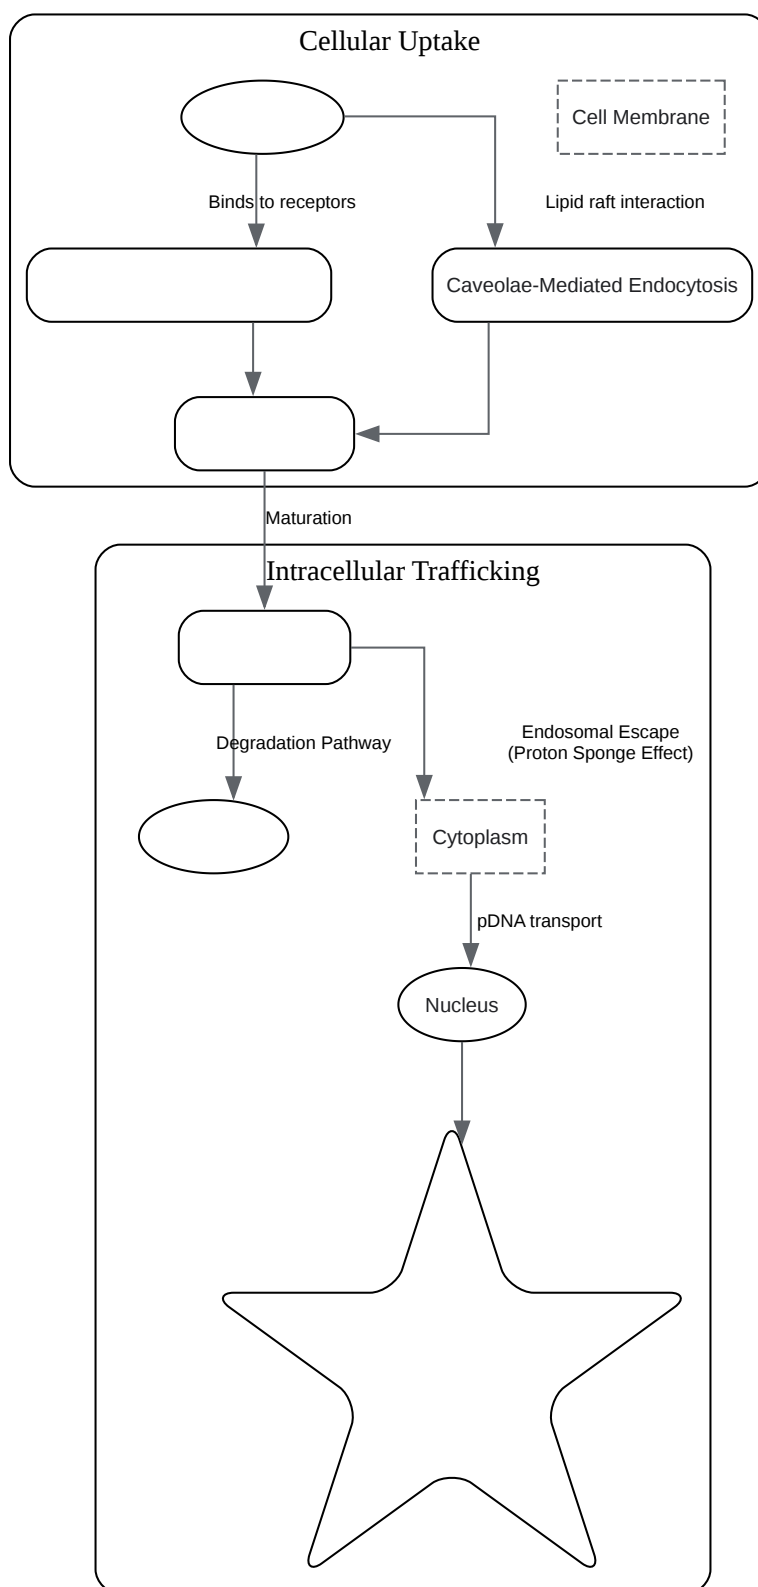 Cellular Uptake
Cell Membrane
Binds to receptors
Lipid raft interaction
Caveolae-Mediated Endocytosis
Maturation
Intracellular Trafficking
Degradation Pathway
Endosomal Escape
(Proton Sponge Effect)
Cytoplasm
pDNA transport
Nucleus